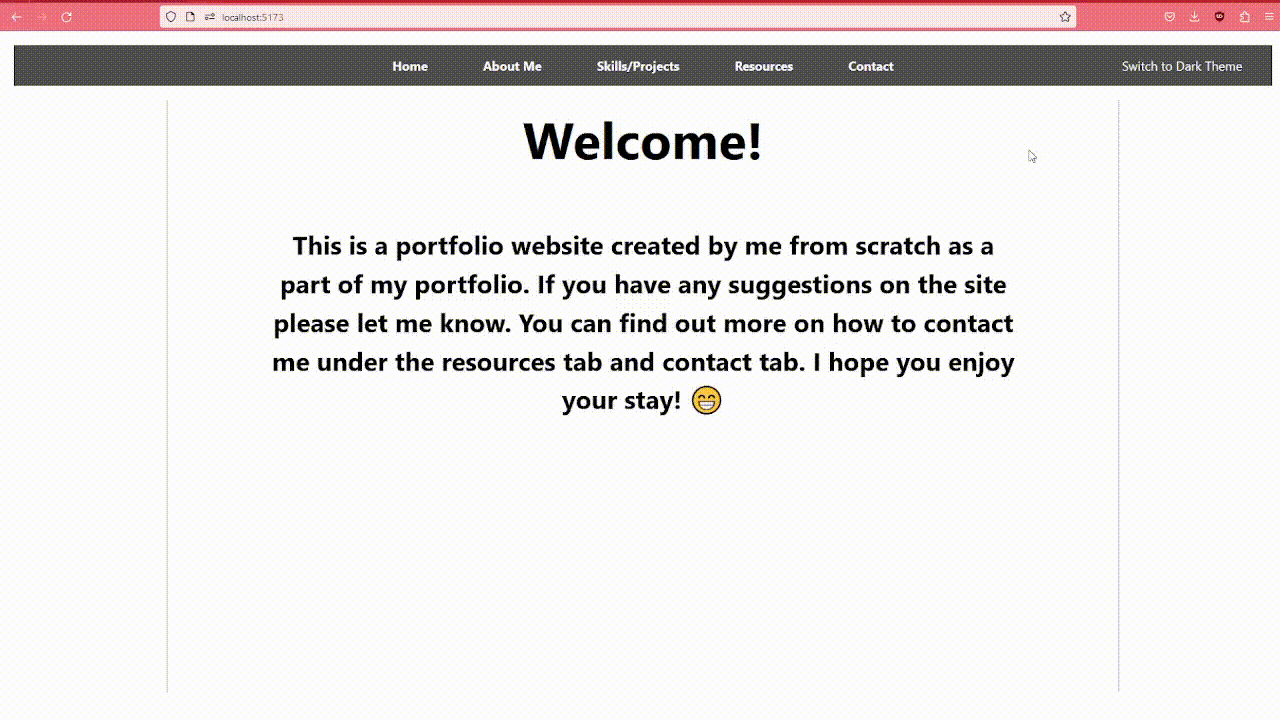 localhost:5173
Home About Me Skills/Projects Resources Contact Switch to Dark Theme
Welcome!
This is a portfolio website created by me from scratch as a
part of my portfolio. If you have any suggestions on the site
please let me know. You can find out more on how to contact
me under the resources tab and contact tab. I hope you enjoy
your stay! 😁